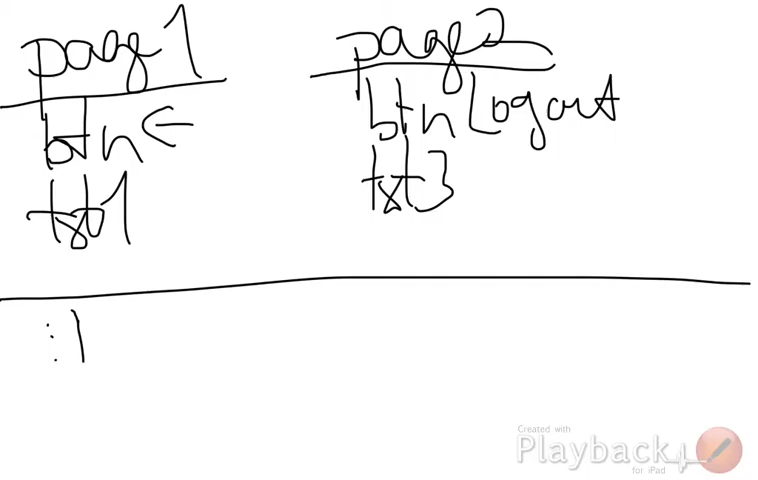 page1
page2
btn←
btnLogout
txt1
txt3
:|
Created with
Playback
for iPad